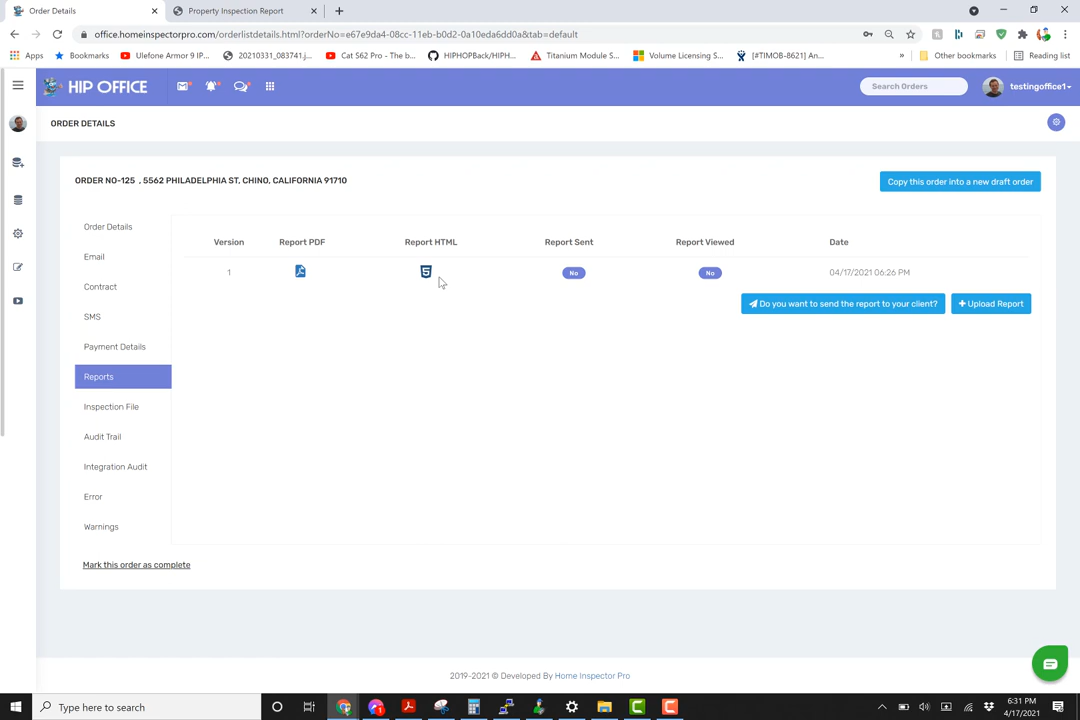 Order Details
Property Inspection Report
office.homeinspectorpro.com/orderlistdetails.html?orderNo=e67e9da4-08cc-11eb-b0d2-0a10eda6dd0a&tab=default
Apps
Bookmarks
Ulefone Armor 9 IP...
20210331_083741.j...
Cat S62 Pro - The b...
HIPHOPBack/HIPH...
Titanium Module S...
Volume Licensing S...
[#TIMOB-8621] An...
»
Other bookmarks
Reading list
HIP OFFICE
Search Orders
testingoffice1
ORDER DETAILS
ORDER NO-125 , 5562 PHILADELPHIA ST, CHINO, CALIFORNIA 91710
Copy this order into a new draft order
Order Details
Email
Contract
SMS
Payment Details
Reports
Inspection File
Audit Trail
Integration Audit
Error
Warnings
Version Report PDF Report HTML Report Sent Report Viewed Date
1 No No 04/17/2021 06:26 PM
Do you want to send the report to your client?
+ Upload Report
Mark this order as complete
2019-2021 © Developed By Home Inspector Pro
Type here to search
6:31 PM
4/17/2021